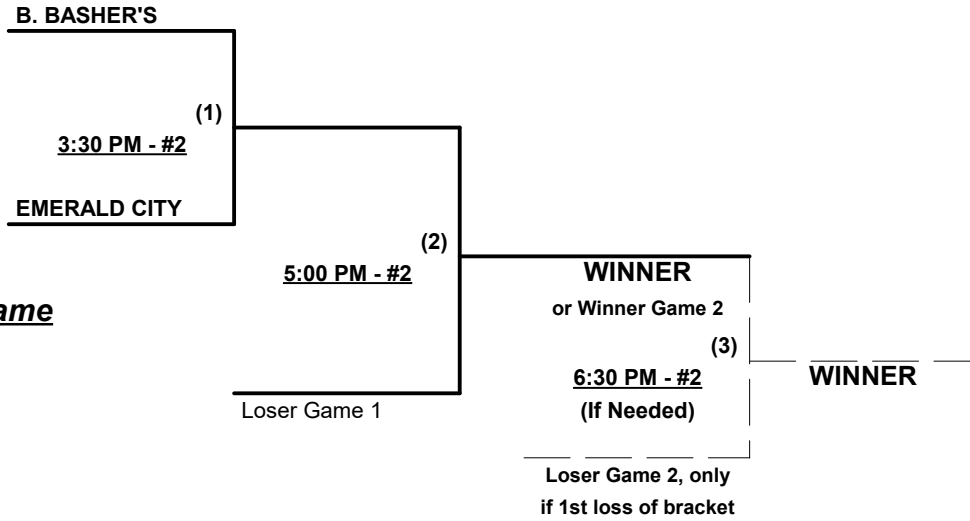 B. BASHER'S
(1)
3:30 PM - #2
EMERALD CITY
(2)
5:00 PM - #2
WINNER
or Winner Game 2
(3)
6:30 PM - #2
WINNER
(If Needed)
Loser Game 1
Loser Game 2, only
if 1st loss of bracket